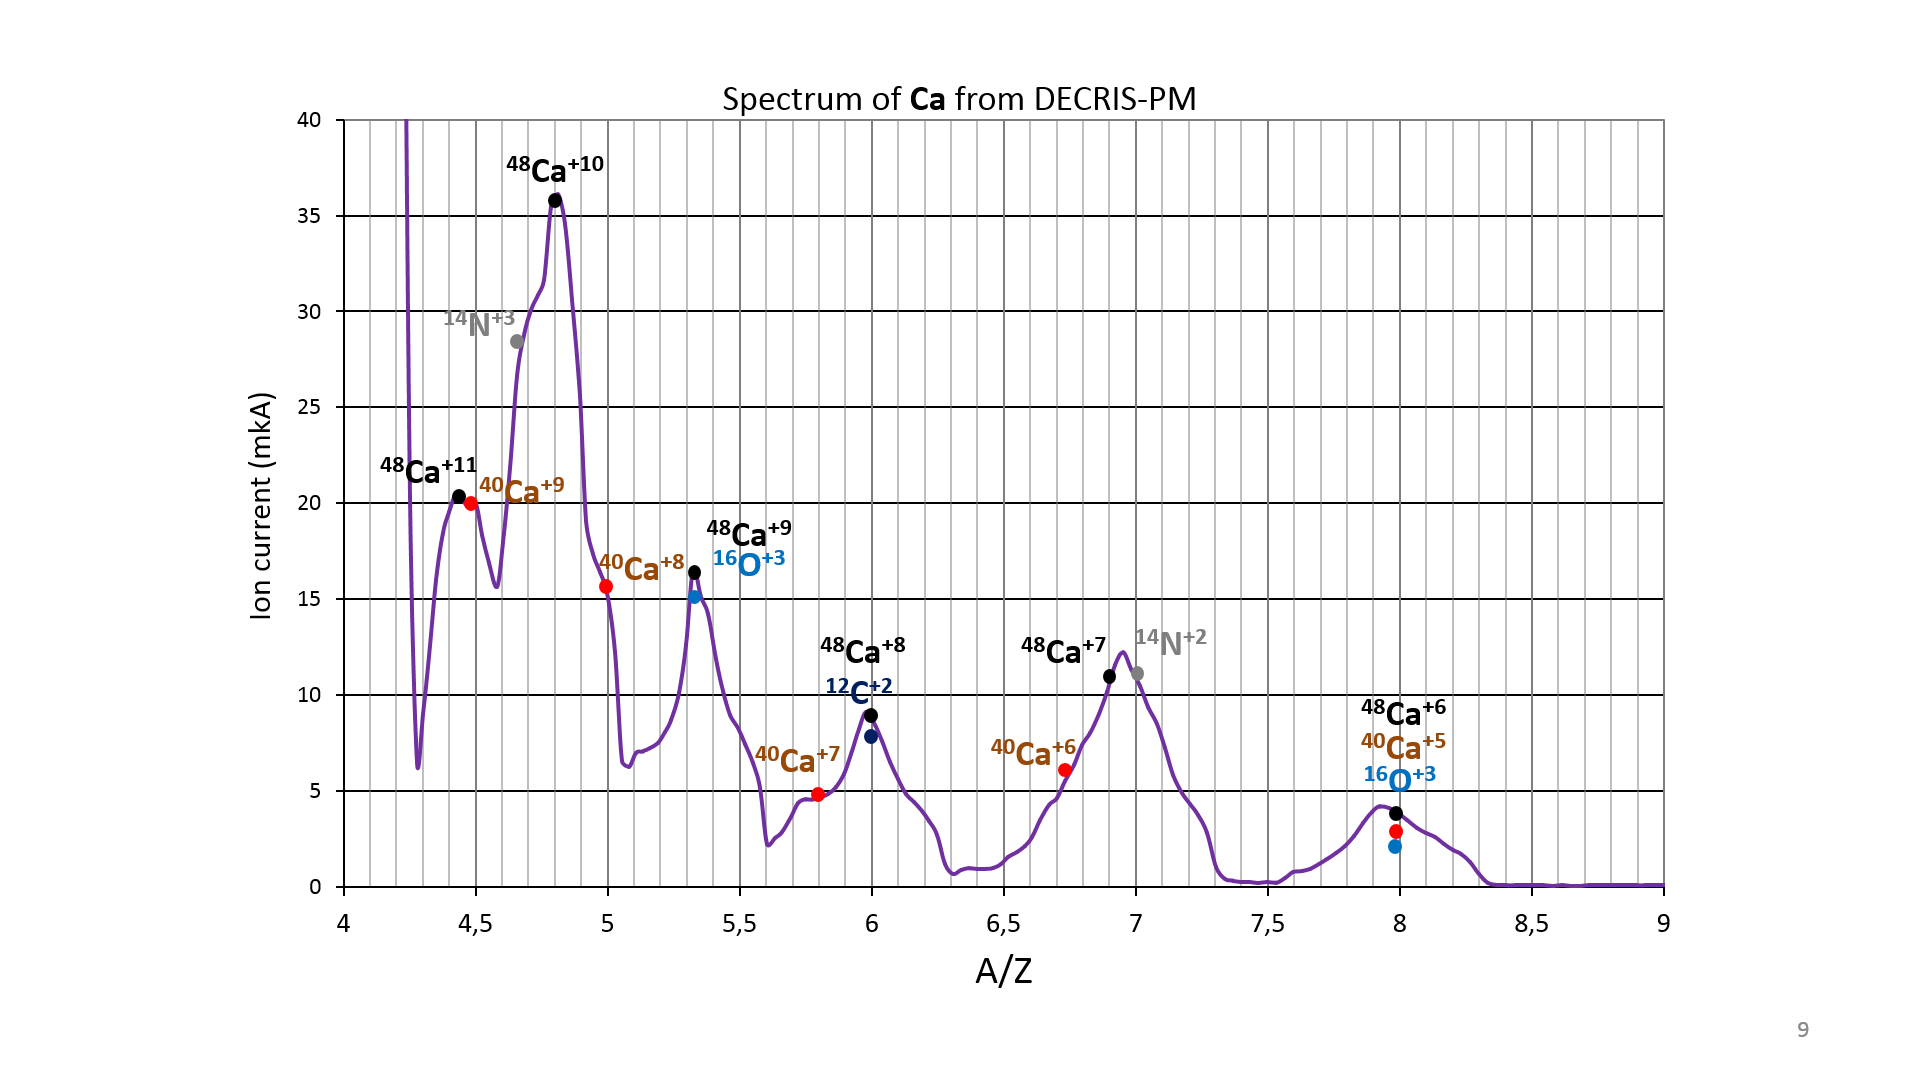 Spectrum of Ca from DECRIS-PM
40
35
30
25
20
15
10
5
0
Ion current (mkA)
48Ca+10
14N+3
48Ca+11
40Ca+9
40Ca+8
48Ca+9
16O+3
48Ca+8
12C+2
40Ca+7
48Ca+7
14N+2
40Ca+6
48Ca+6
40Ca+5
16O+3
4 4,5 5 5,5 6 6,5 7 7,5 8 8,5 9
A/Z
9